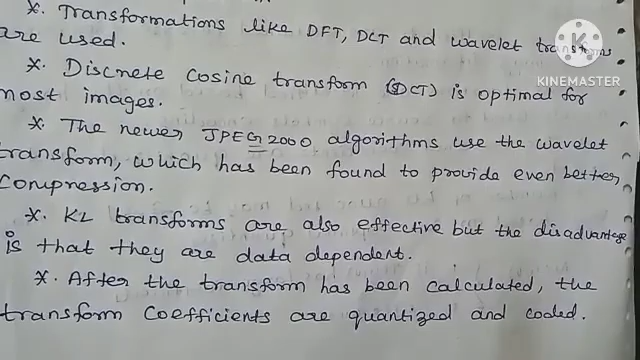 *. Transformations like DFT, DCT and wavelet transforms
are used.
*. Discrete cosine transform (DCT) is optimal for
most images.
*. The newer JPEG 2000 algorithms use the wavelet
transform, which has been found to provide even better
compression.
*. KL transforms are also effective but the disadvantage
is that they are data dependent.
*. After the transform has been calculated, the
transform coefficients are quantized and coded.
KINEMASTER